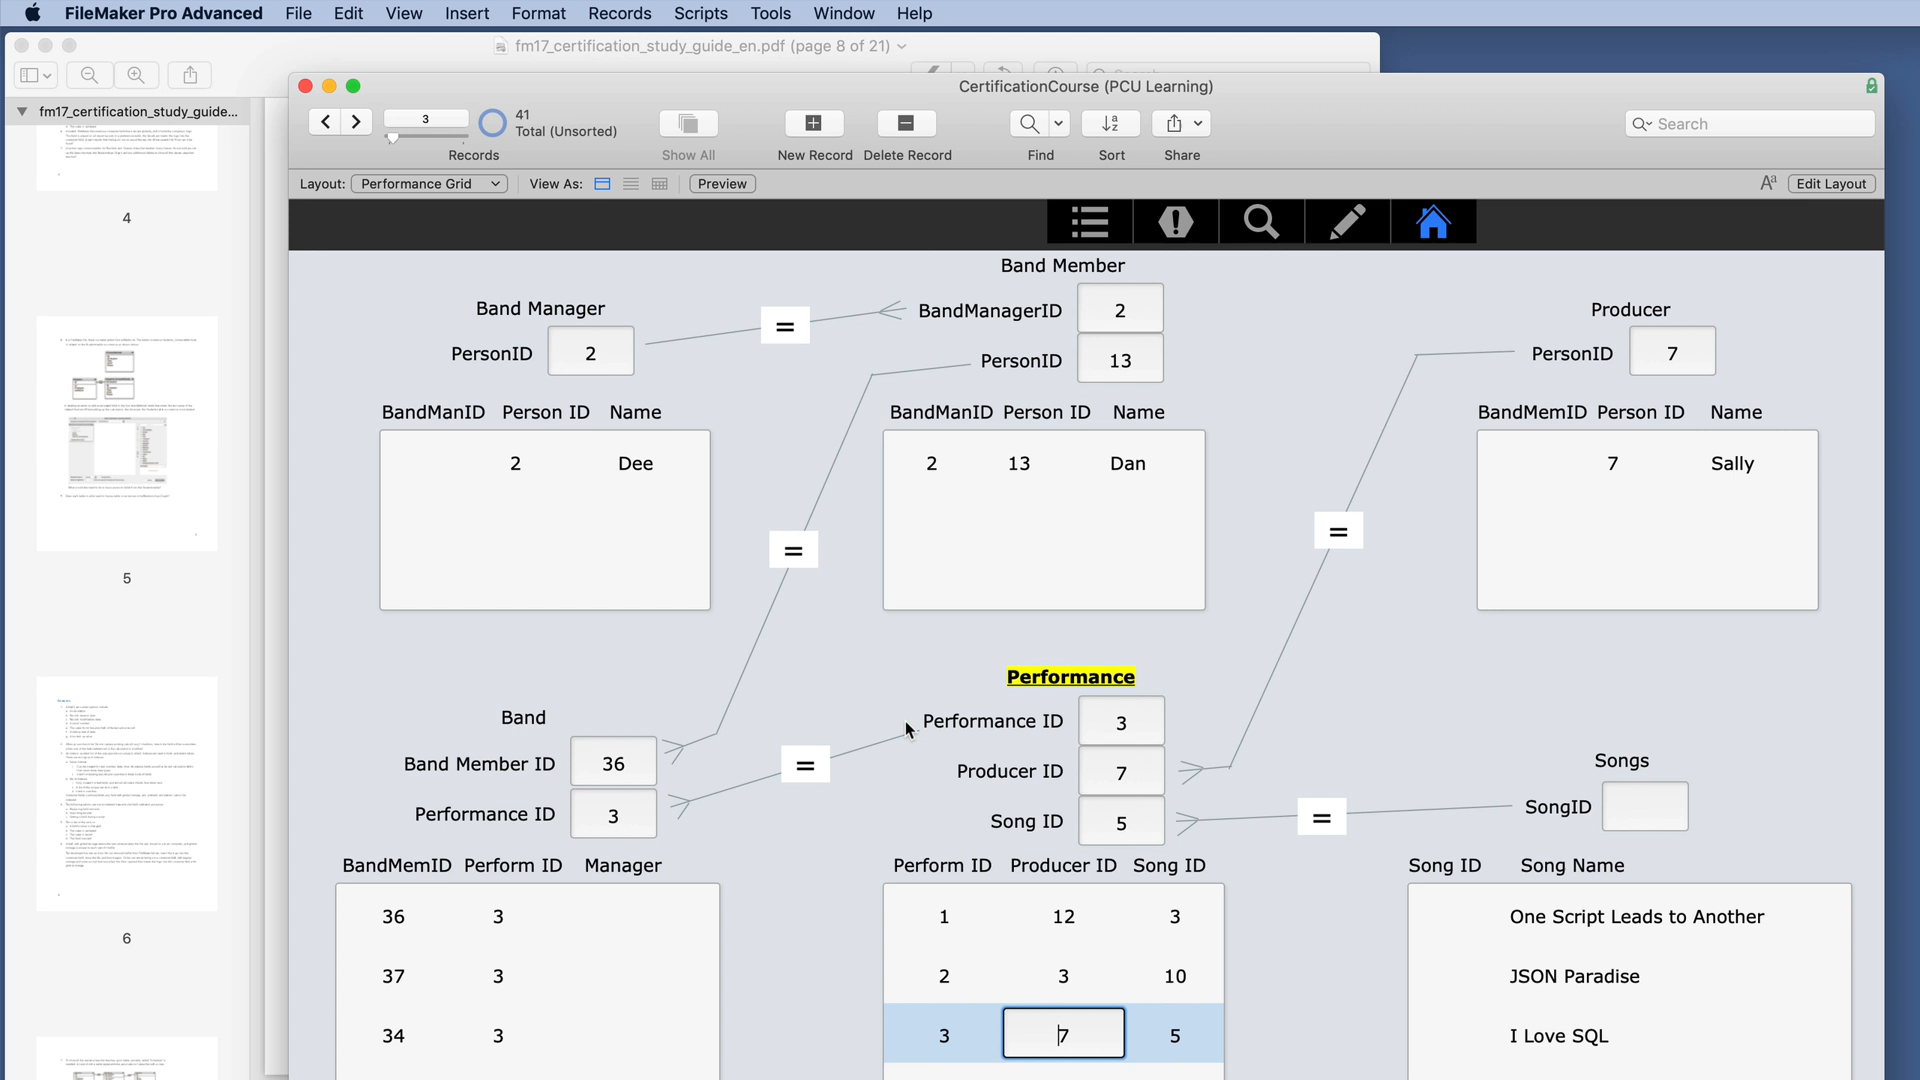 FileMaker Pro Advanced File Edit View Insert Format Records Scripts Tools Window Help
fm17_certification_study_guide_en.pdf (page 8 of 21)
fm17_certification_study_guide...
4
5
6
CertificationCourse (PCU Learning)
3
41
Total (Unsorted)
Records
Show All
New Record
Delete Record
Find
Sort
Share
Search
Layout: Performance Grid View As: Preview
Aa Edit Layout
Band Manager
PersonID 2
=
Band Member
BandManagerID 2
PersonID 13
Producer
PersonID 7
BandManID Person ID Name
2 Dee
BandManID Person ID Name
2 13 Dan
BandMemID Person ID Name
7 Sally
=
=
Band
Band Member ID 36
Performance ID 3
=
Performance
Performance ID 3
Producer ID 7
Song ID 5
=
Songs
SongID
BandMemID Perform ID Manager
36 3
37 3
34 3
Perform ID Producer ID Song ID
1 12 3
2 3 10
3 7 5
Song ID Song Name
One Script Leads to Another
JSON Paradise
I Love SQL